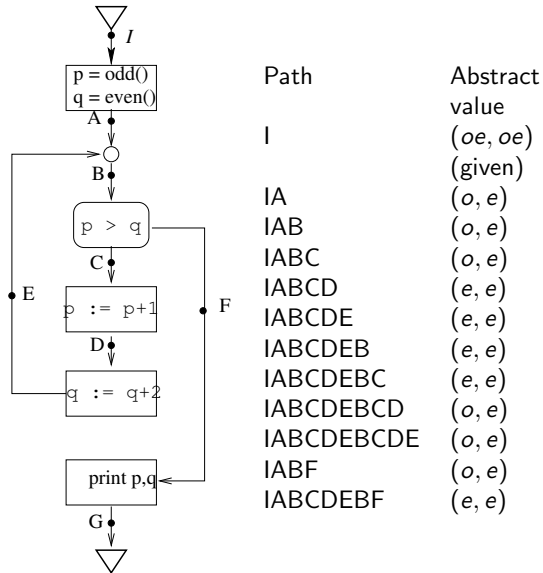 I
p = odd()
q = even()
A
B
p > q
C
E
F
p := p+1
D
q := q+2
print p,q
G
Path Abstract value
I (oe, oe) (given)
IA (o, e)
IAB (o, e)
IABC (o, e)
IABCD (e, e)
IABCDE (e, e)
IABCDEB (e, e)
IABCDEBC (e, e)
IABCDEBCD (o, e)
IABCDEBCDE (o, e)
IABF (o, e)
IABCDEBF (e, e)